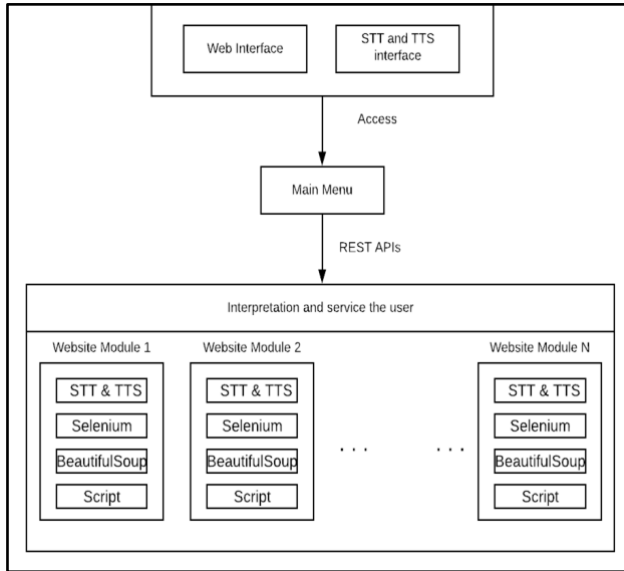 Web Interface
STT and TTS
interface
Access
Main Menu
REST APIs
Interpretation and service the user
Website Module 1
Website Module 2
Website Module N
STT & TTS
Selenium
BeautifulSoup
Script
STT & TTS
Selenium
BeautifulSoup
Script
. . .
. . .
STT & TTS
Selenium
BeautifulSoup
Script